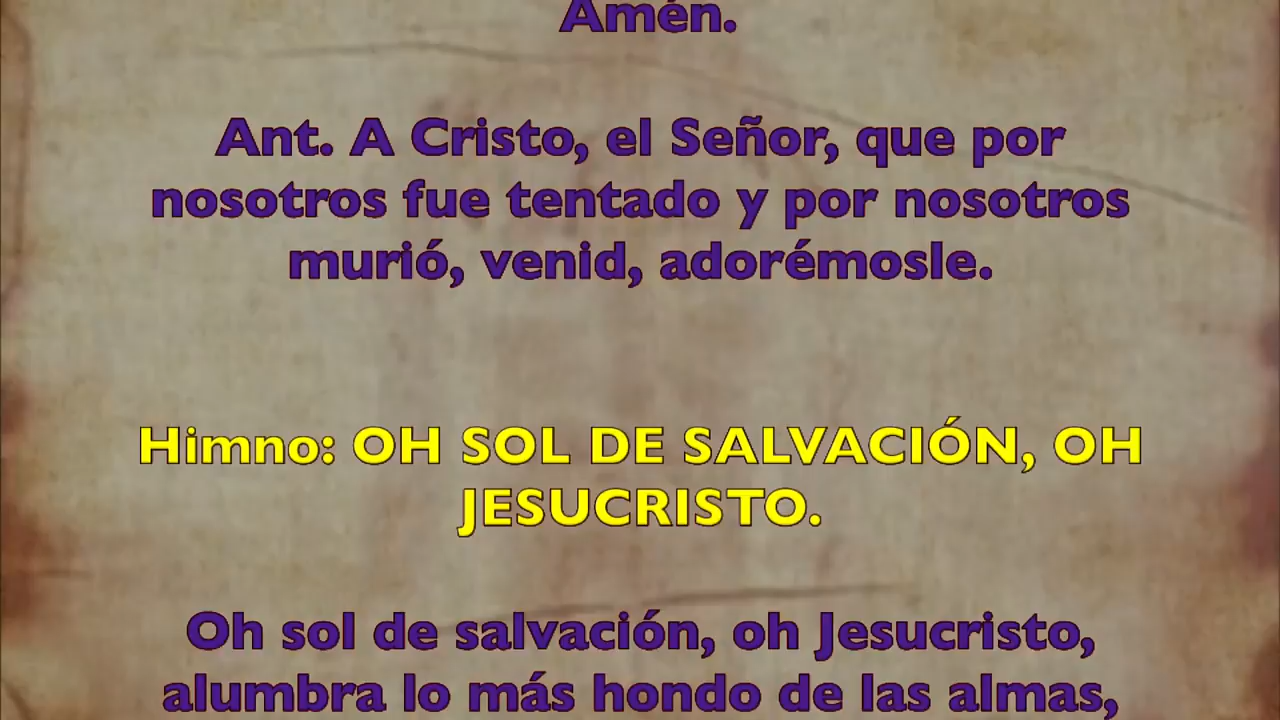 Amén.
Ant. A Cristo, el Señor, que por
nosotros fue tentado y por nosotros
murió, venid, adorémosle.
Himno: OH SOL DE SALVACIÓN, OH
JESUCRISTO.
Oh sol de salvación, oh Jesucristo,
alumbra lo más hondo de las almas,